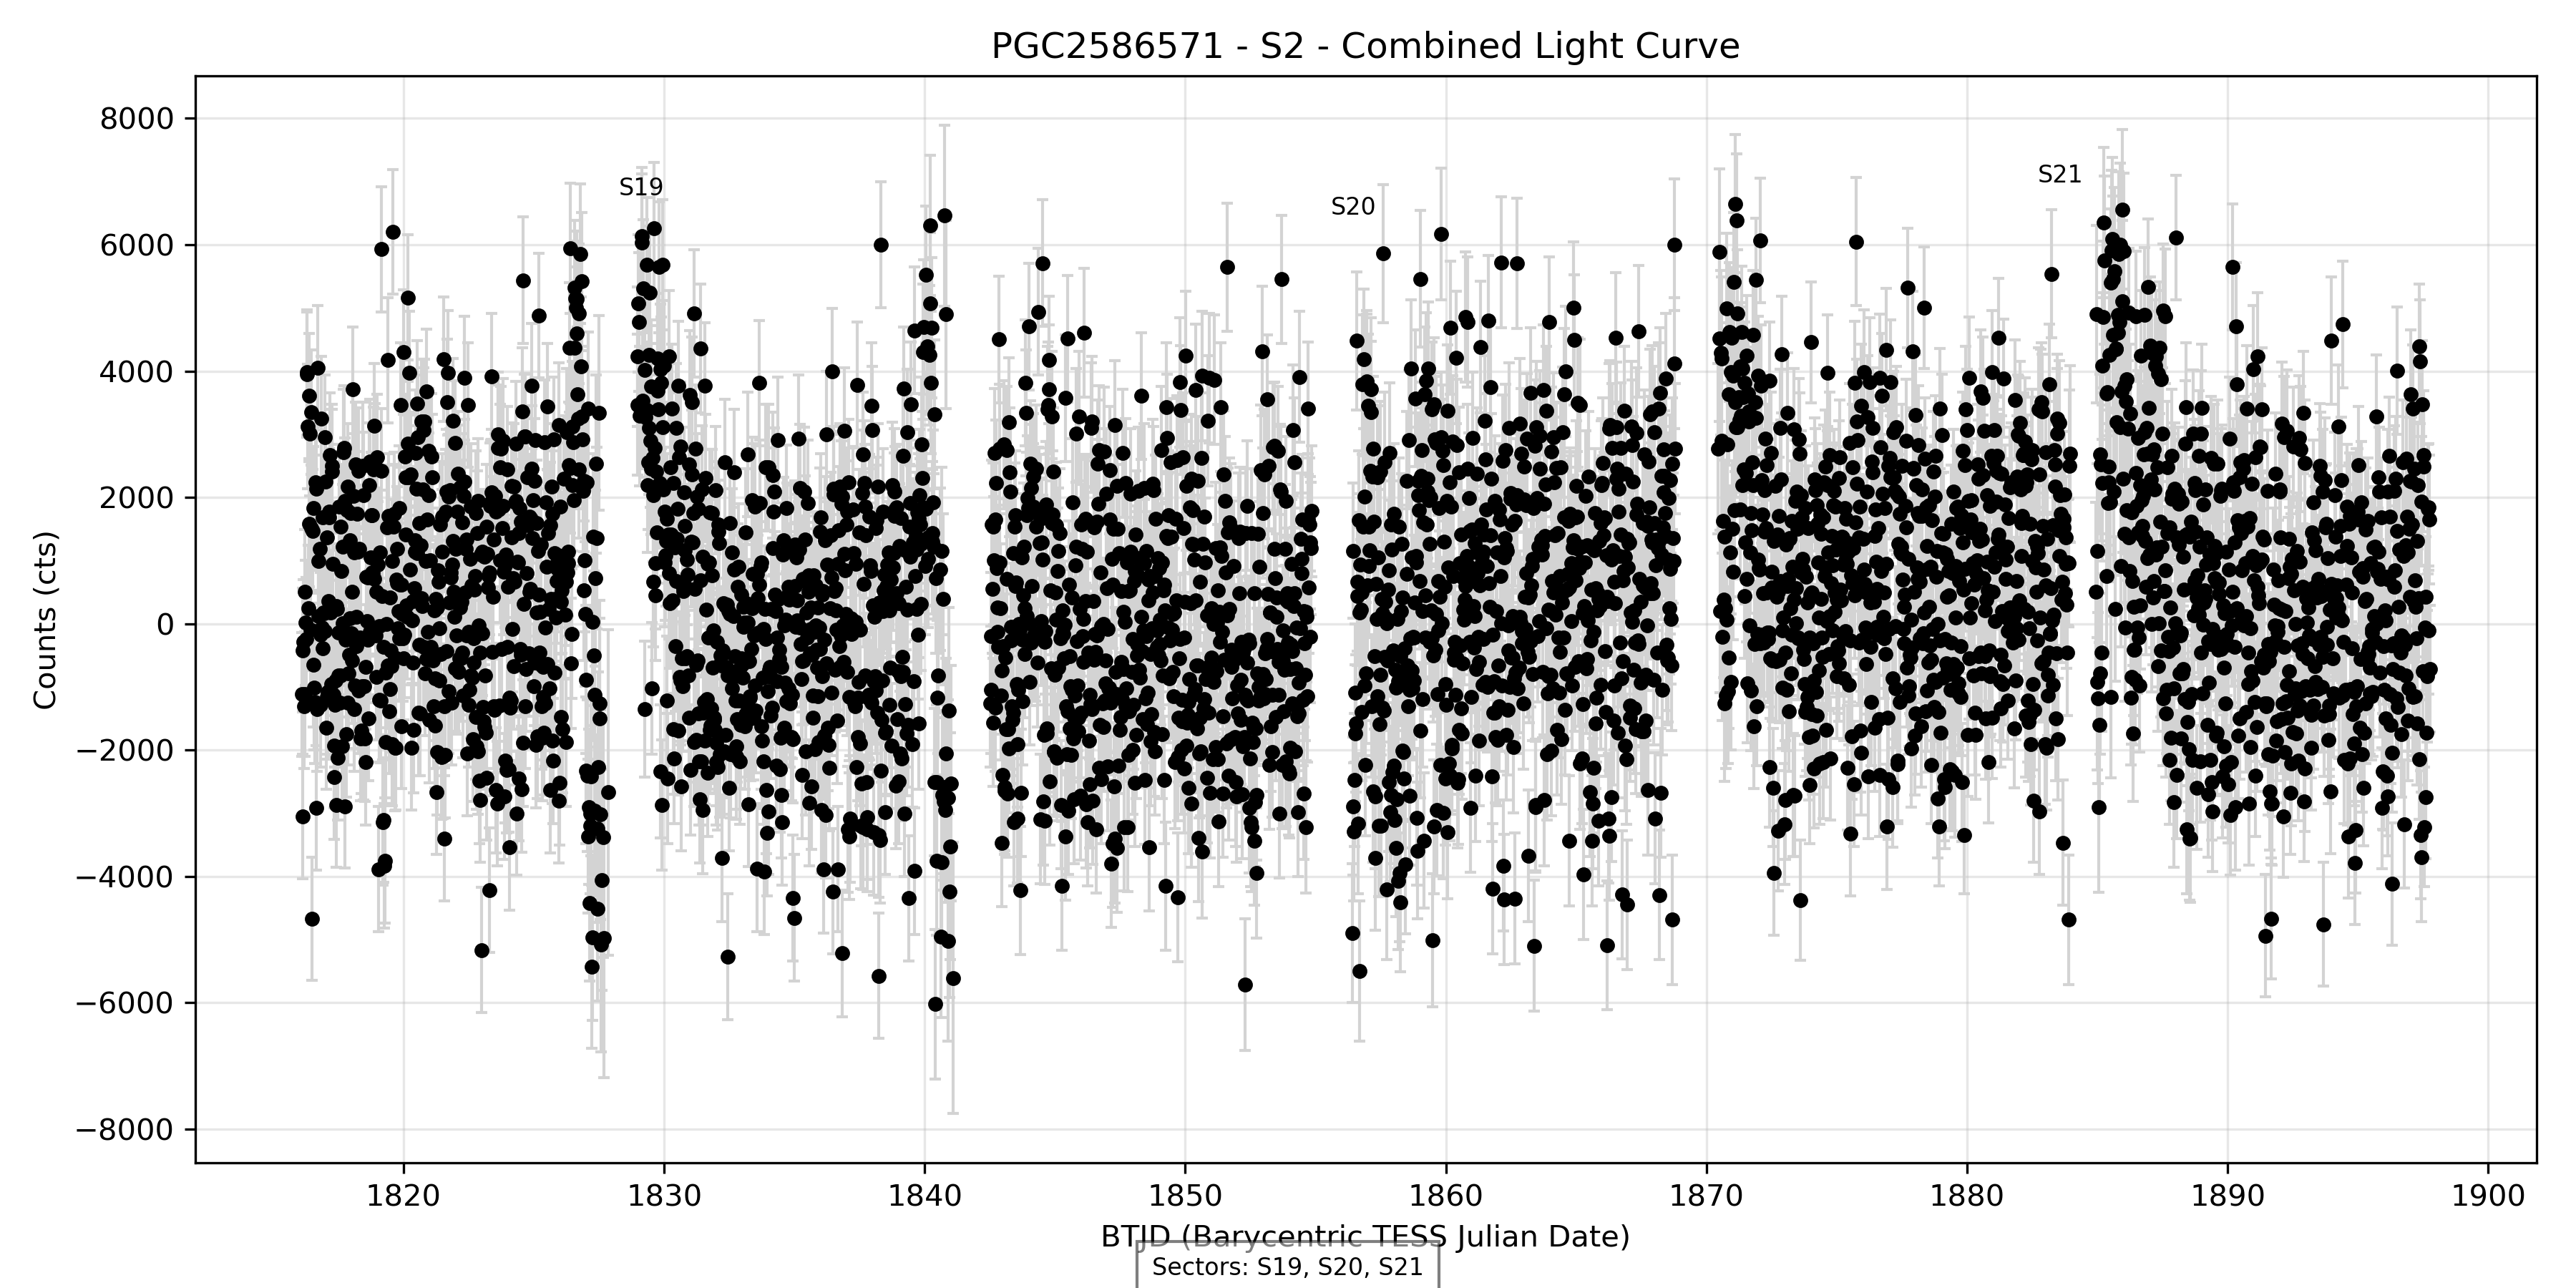 PGC2586571 - S2 - Combined Light Curve
8000
6000
4000
2000
0
−2000
−4000
−6000
−8000
Counts (cts)
S19
S20
S21
1820
1830
1840
1850
1860
1870
1880
1890
1900
BTJD (Barycentric TESS Julian Date)
Sectors: S19, S20, S21